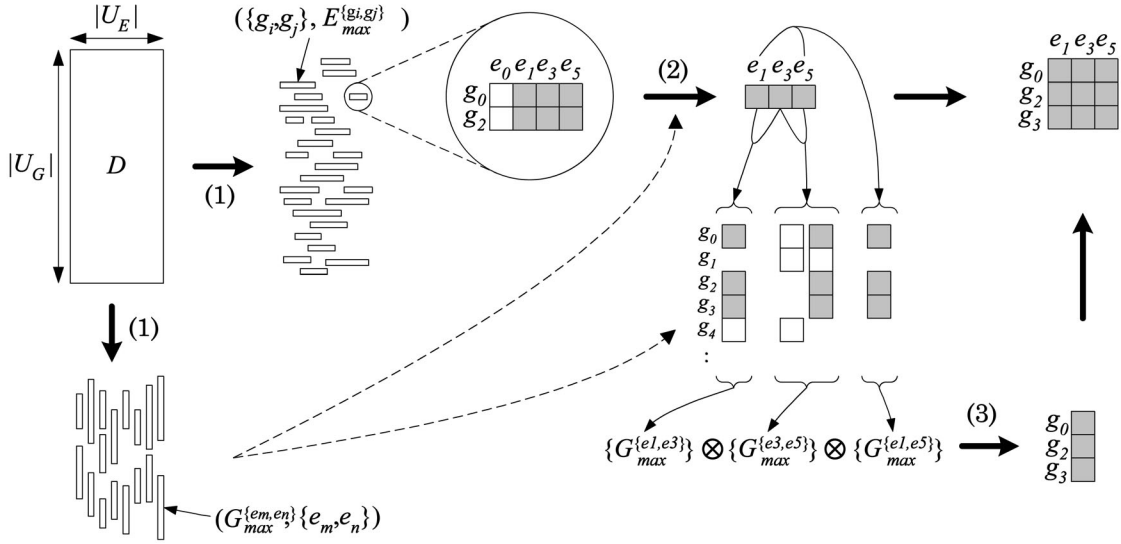 |U_E|
({g_i,g_j}, E_max^{gi,gj} )
e_0 e_1 e_3 e_5
g_0
g_2
(2)
e_1 e_3 e_5
e_1 e_3 e_5
g_0
g_2
g_3
|U_G|
D
(1)
(1)
g_0
g_1
g_2
g_3
g_4
:
{G_max^{e1,e3}} ⊗ {G_max^{e3,e5}} ⊗ {G_max^{e1,e5}}
(3)
g_0
g_2
g_3
(G_max^{em,en}, {e_m,e_n})